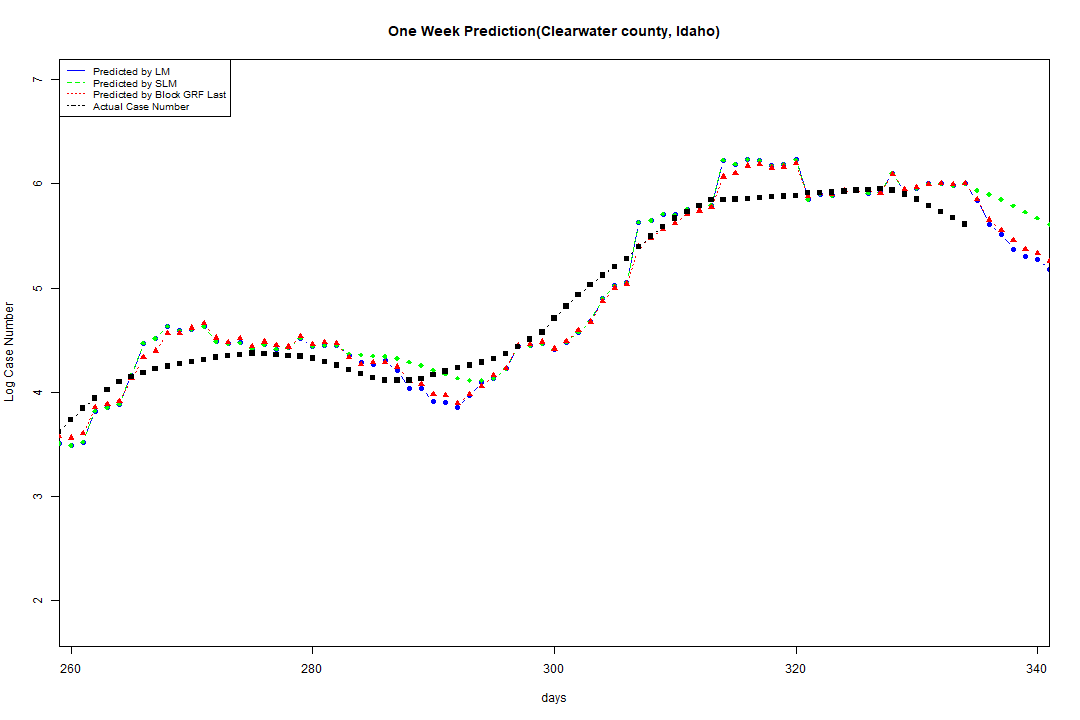 One Week Prediction(Clearwater county, Idaho)
Predicted by LM
Predicted by SLM
Predicted by Block GRF Last
Actual Case Number
7
6
5
4
3
2
Log Case Number
260 280 300 320 340
days